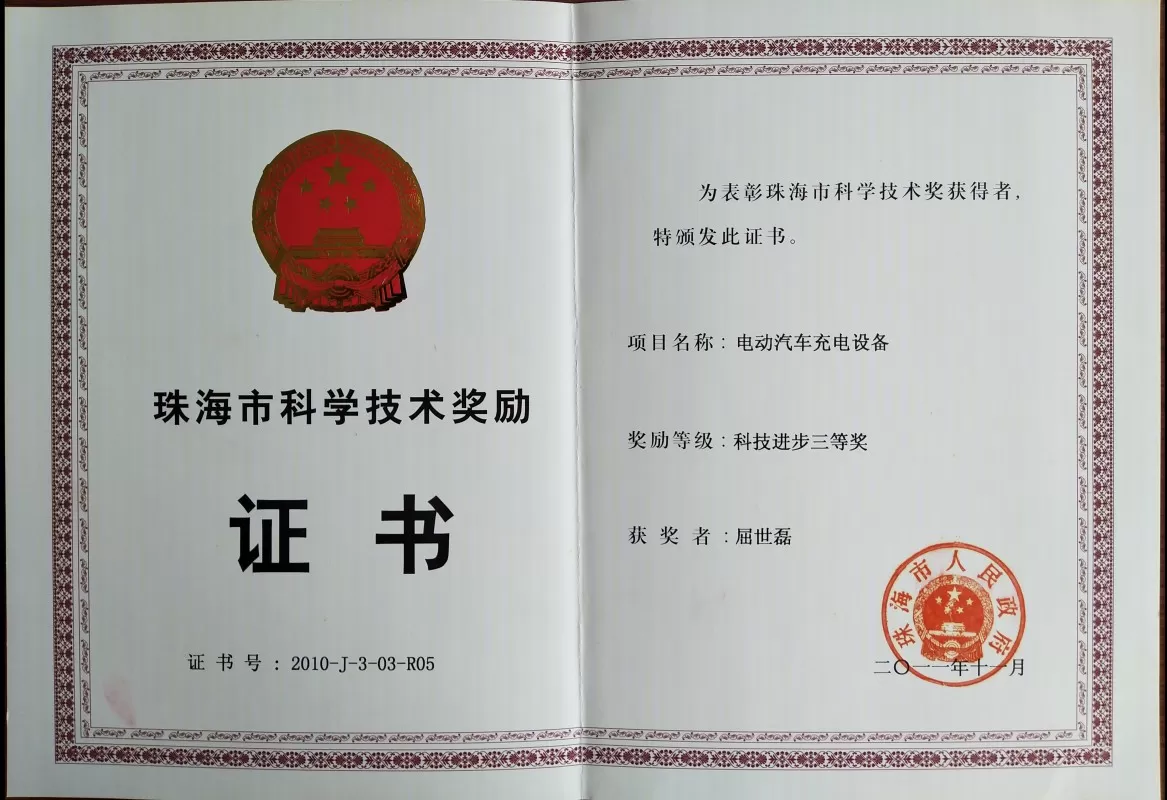 珠海市科学技术奖励
证 书
证 书 号 : 2010-J-3-03-R05
为表彰珠海市科学技术奖获得者,
特颁发此证书。
项目名称：电动汽车充电设备
奖励等级：科技进步三等奖
获 奖 者 ：屈世磊
珠海市人民政府
二〇一一年十一月